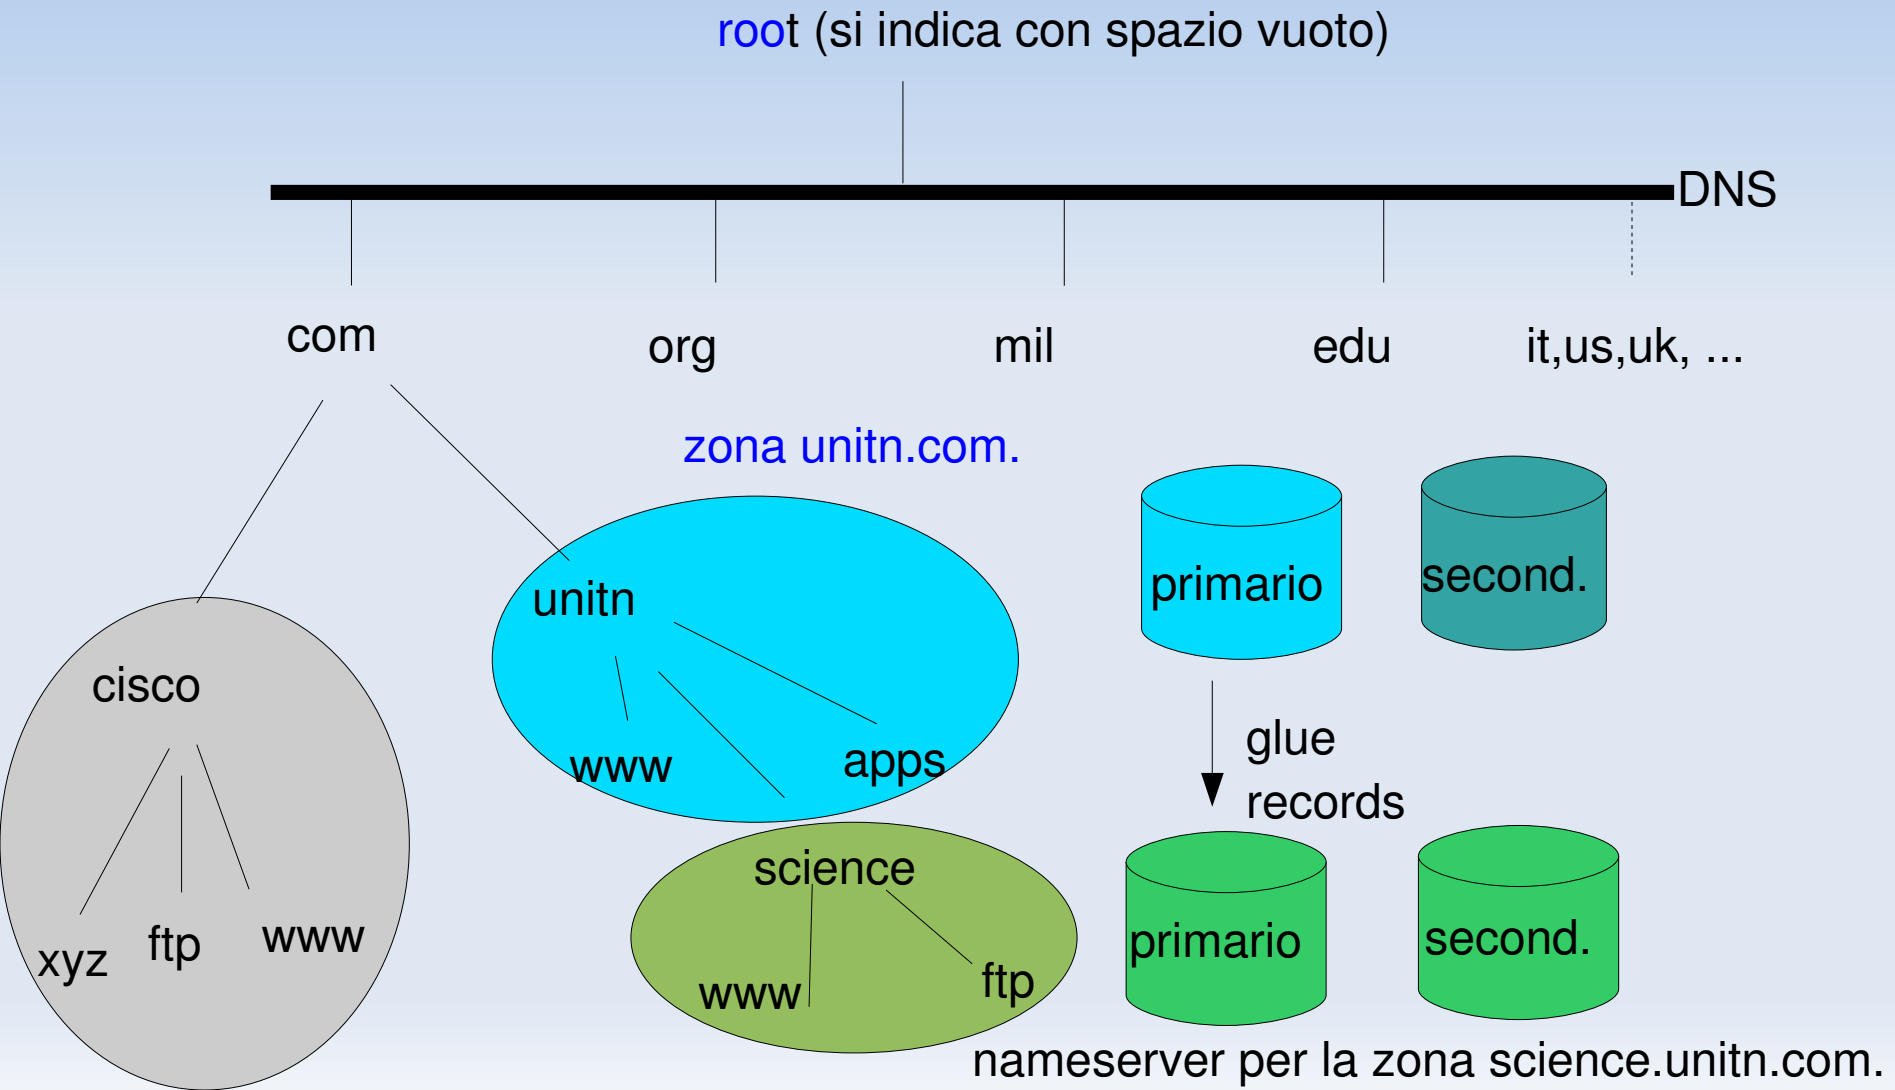 root (si indica con spazio vuoto)
DNS
com
org
mil
edu
it,us,uk, ...
zona unitn.com.
unitn
www
apps
primario
second.
cisco
xyz
ftp
www
glue
records
science
www
ftp
primario
second.
nameserver per la zona science.unitn.com.